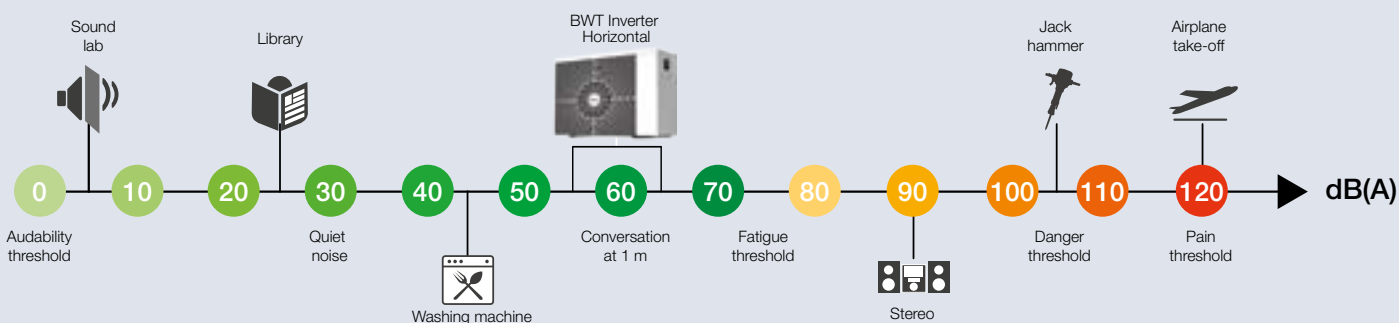 Sound
lab
Library
BWT Inverter
Horizontal
Jack
hammer
Airplane
take-off
0
10
20
30
40
50
60
70
80
90
100
110
120
dB(A)
Audability
threshold
Quiet
noise
Washing machine
Conversation
at 1 m
Fatigue
threshold
Stereo
Danger
threshold
Pain
threshold